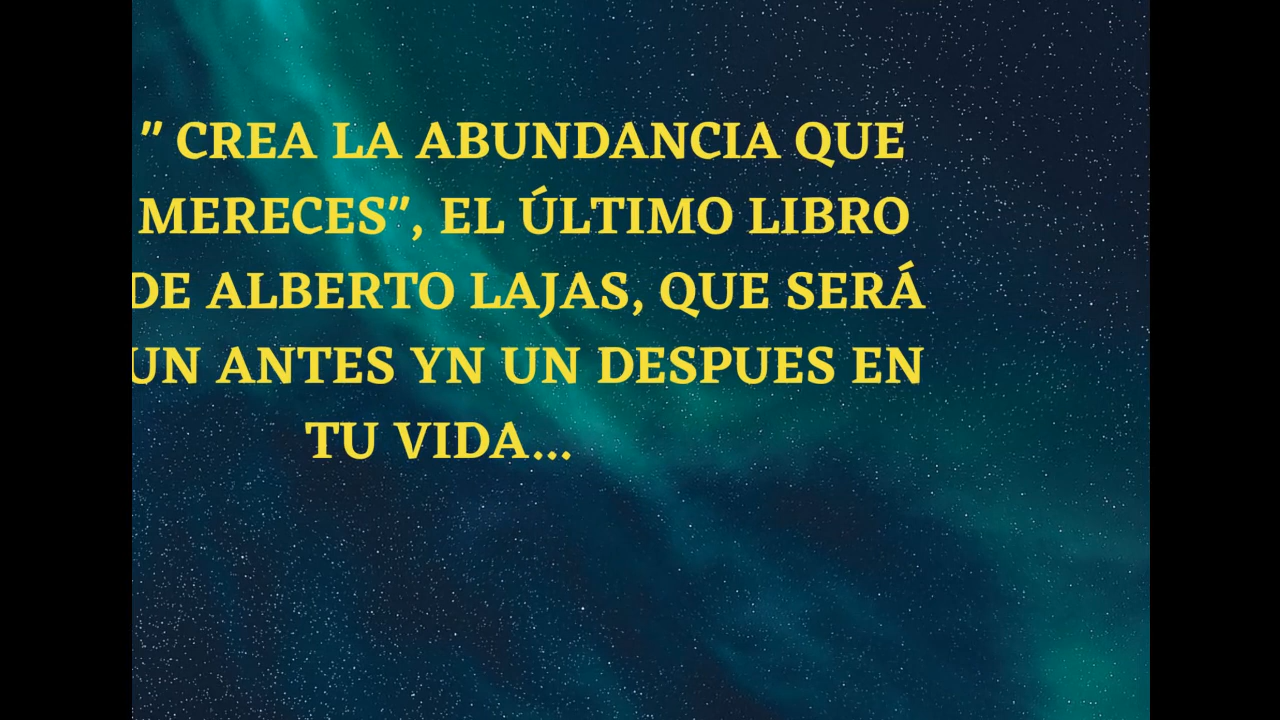 " CREA LA ABUNDANCIA QUE
MERECES", EL ÚLTIMO LIBRO
DE ALBERTO LAJAS, QUE SERÁ
UN ANTES YN UN DESPUES EN
TU VIDA...